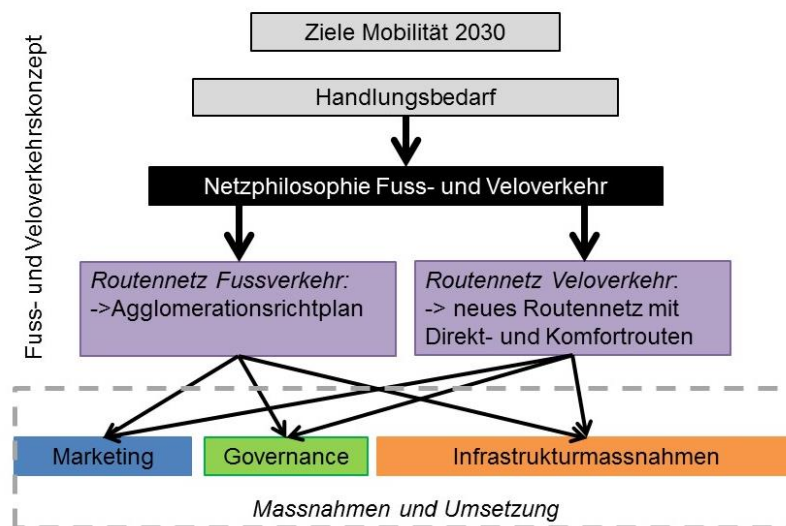 Fuss- und Veloverkehrskonzept
Ziele Mobilität 2030
Handlungsbedarf
Netzphilosophie Fuss- und Veloverkehr
Routennetz Fussverkehr:
->Agglomerationsrichtplan
Routennetz Veloverkehr:
-> neues Routennetz mit
Direkt- und Komfortrouten
Marketing
Governance
Infrastrukturmassnahmen
Massnahmen und Umsetzung